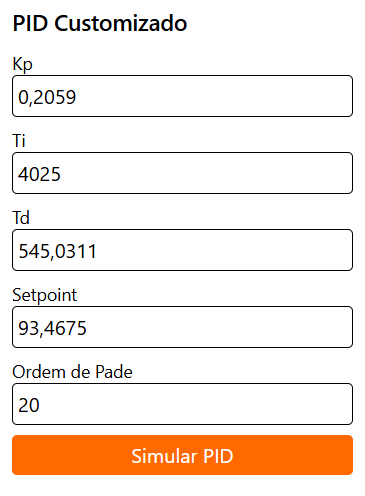 PID Customizado
Kp
0,2059
Ti
4025
Td
545,0311
Setpoint
93,4675
Ordem de Pade
20
Simular PID